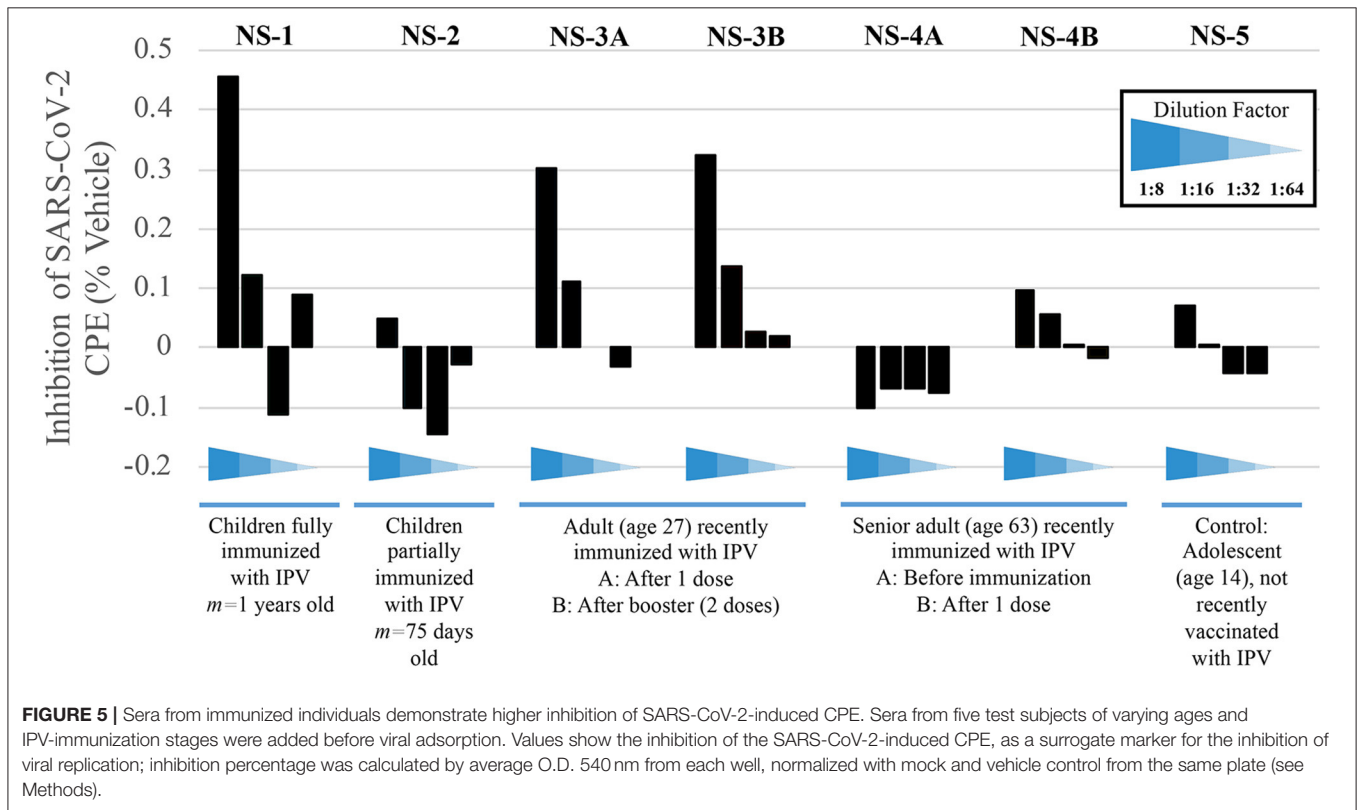 NS-1 NS-2 NS-3A NS-3B NS-4A NS-4B NS-5
Inhibition of SARS-CoV-2
CPE (% Vehicle)
0.5
0.4
0.3
0.2
0.1
0
-0.1
-0.2
Dilution Factor
1:8 1:16 1:32 1:64
Children fully
immunized
with IPV
m=1 years old
Children
partially
immunized
with IPV
m=75 days
old
Adult (age 27) recently
immunized with IPV
A: After 1 dose
B: After booster (2 doses)
Senior adult (age 63) recently
immunized with IPV
A: Before immunization
B: After 1 dose
Control:
Adolescent
(age 14), not
recently
vaccinated
with IPV
FIGURE 5 | Sera from immunized individuals demonstrate higher inhibition of SARS-CoV-2-induced CPE. Sera from five test subjects of varying ages and
IPV-immunization stages were added before viral adsorption. Values show the inhibition of the SARS-CoV-2-induced CPE, as a surrogate marker for the inhibition of
viral replication; inhibition percentage was calculated by average O.D. 540 nm from each well, normalized with mock and vehicle control from the same plate (see
Methods).